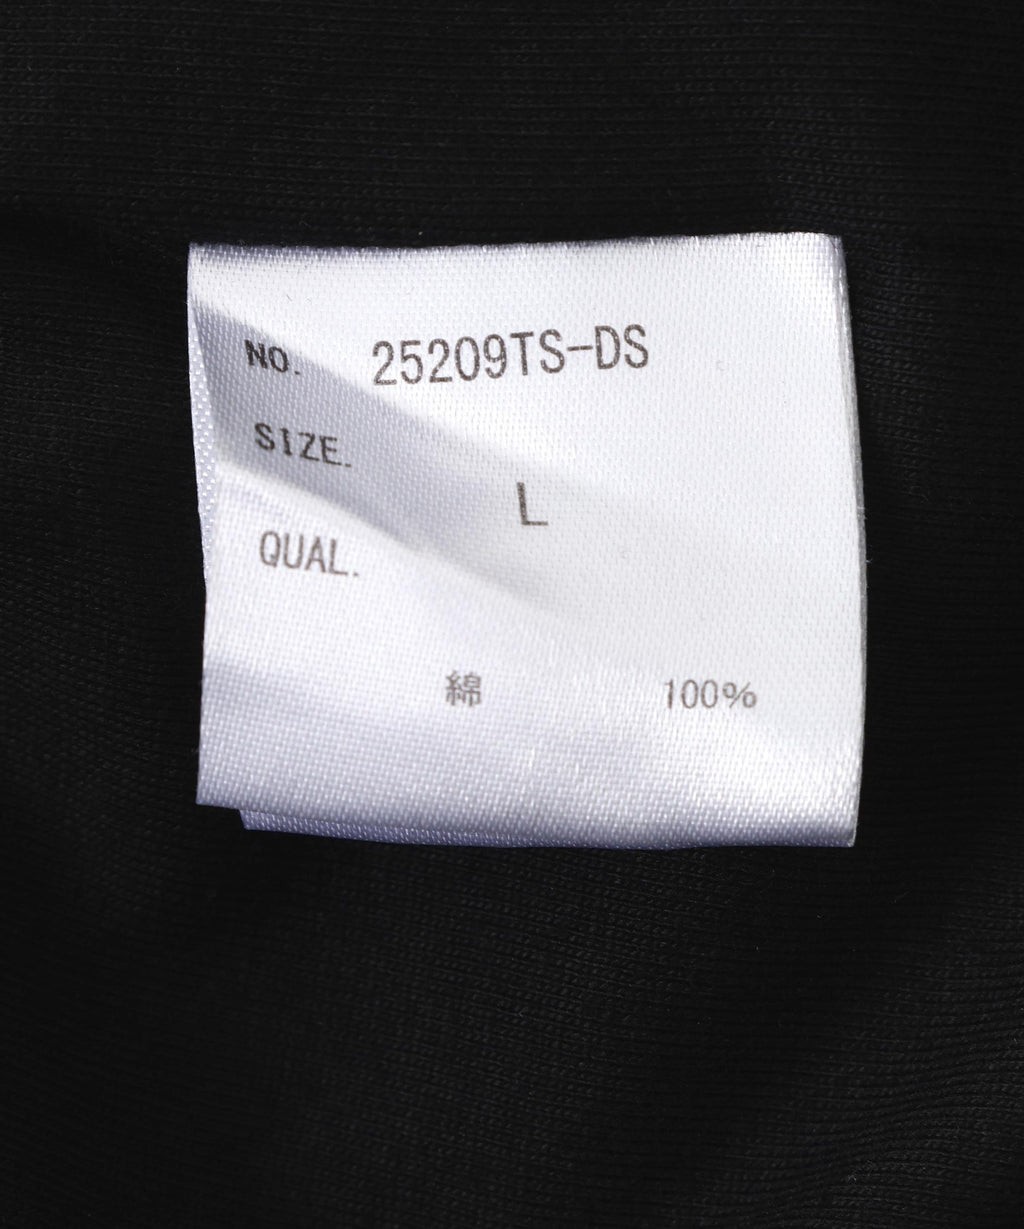 NO. 25209TS-DS
SIZE.
L
QUAL.
綿 100%